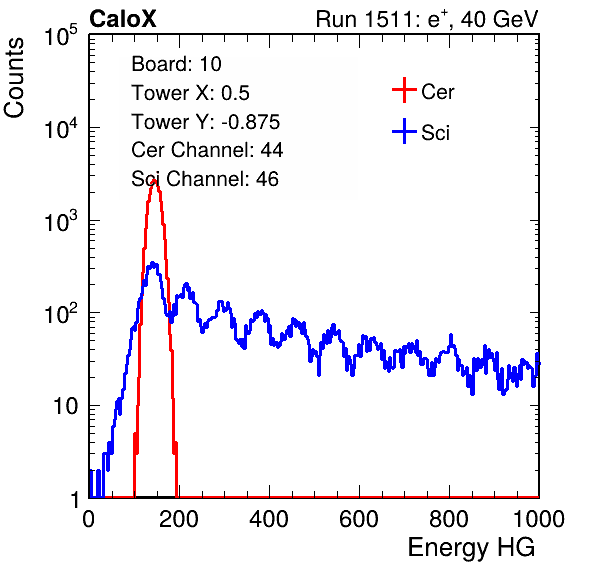 CaloX
Run 1511: e+, 40 GeV
Counts
Board: 10
Tower X: 0.5
Tower Y: -0.875
Cer Channel: 44
Sci Channel: 46
Cer
Sci
10^5
10^4
10^3
10^2
10
1
0 200 400 600 800 1000
Energy HG